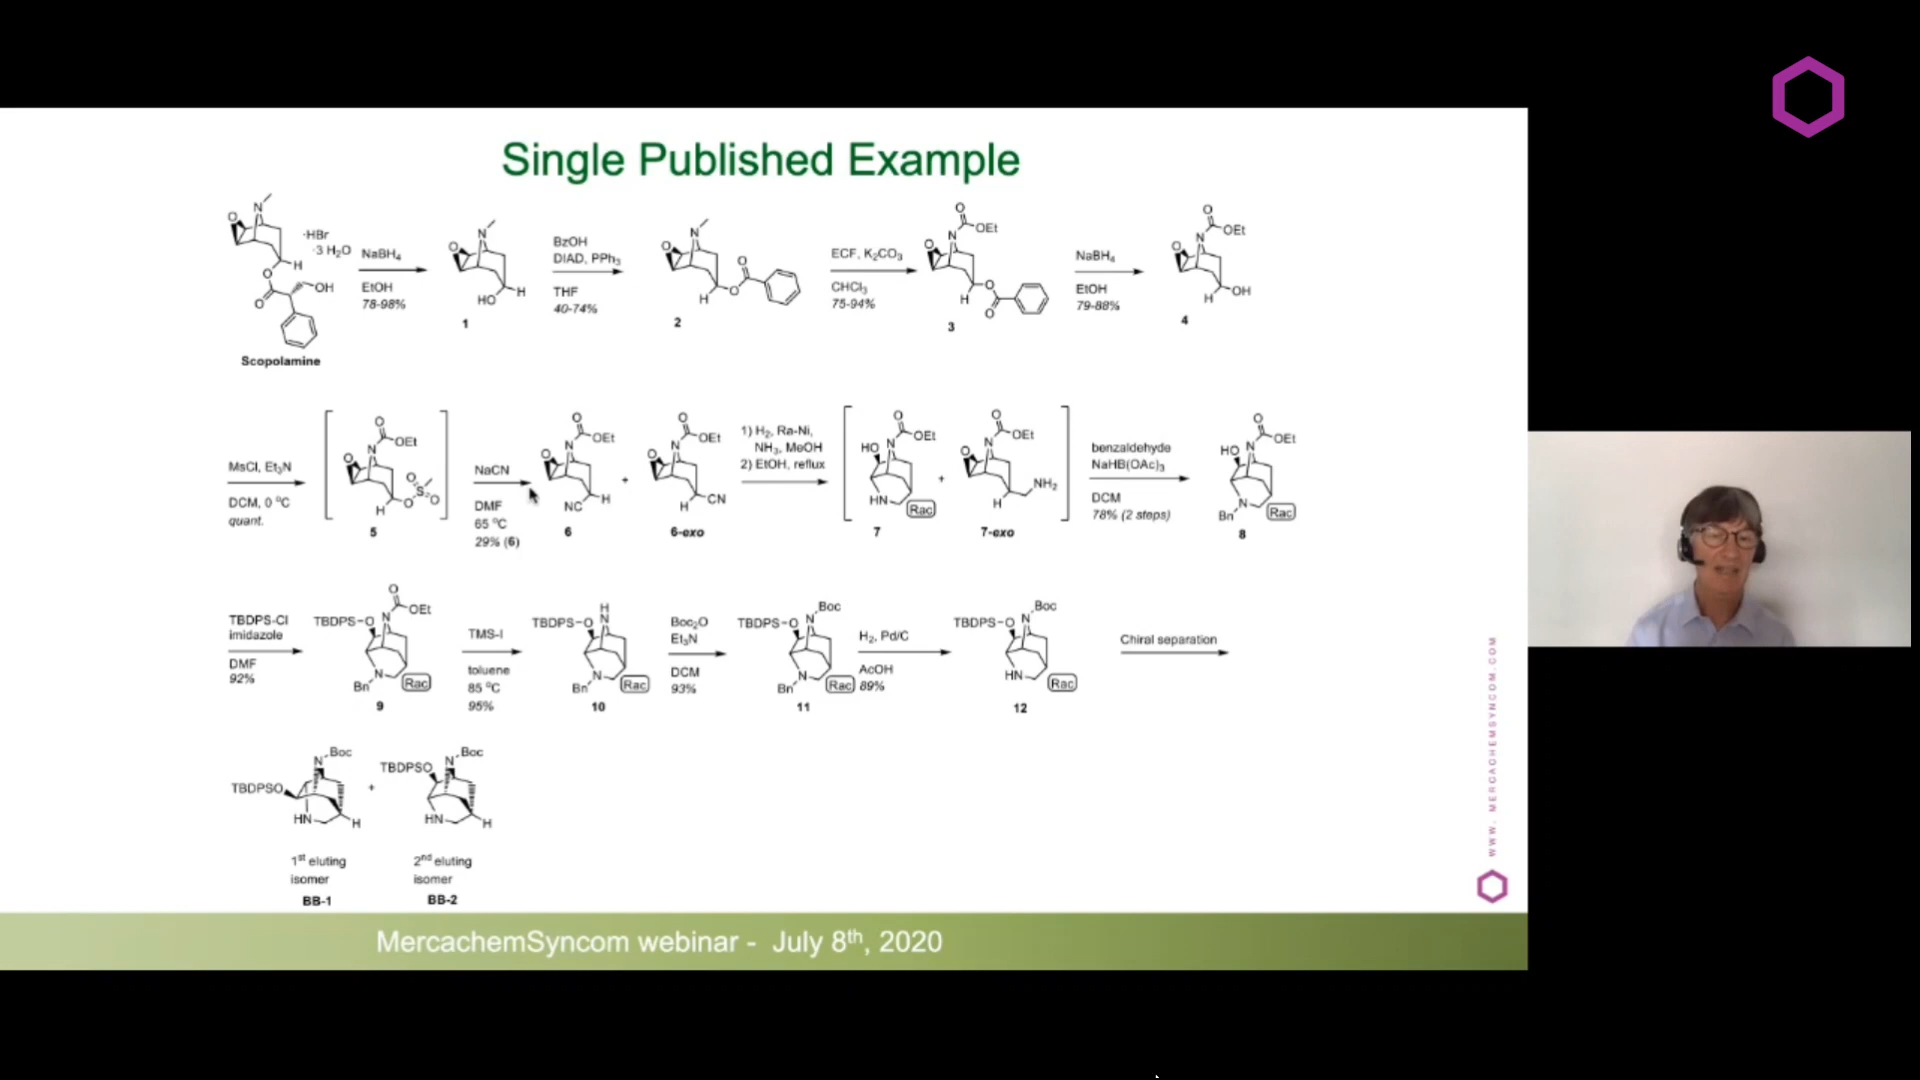 Single Published Example
N
O
·HBr
·3 H₂O
H
O
O
OH
Scopolamine
NaBH₄
EtOH
78-98%
N
O
H
HO
1
BzOH
DIAD, PPh₃
THF
40-74%
N
O
O
H
O
2
ECF, K₂CO₃
CHCl₃
75-94%
O
OEt
N
O
H
O
O
3
NaBH₄
EtOH
79-88%
O
OEt
N
O
H
OH
4
MsCl, Et₃N
DCM, 0 °C
quant.
O
OEt
N
O
O
S
O
O
H
5
NaCN
DMF
65 °C
29% (6)
O
OEt
N
O
H
NC
6
+
O
OEt
N
O
CN
H
6-exo
1) H₂, Ra-Ni,
NH₃, MeOH
2) EtOH, reflux
O
OEt
HO
N
HN
Rac
7
+
O
OEt
N
O
NH₂
H
7-exo
benzaldehyde
NaHB(OAc)₃
DCM
78% (2 steps)
O
OEt
HO
N
N
Bn
Rac
8
TBDPS-Cl
imidazole
DMF
92%
O
OEt
TBDPS-O
N
N
Bn
Rac
9
TMS-I
toluene
85 °C
95%
H
N
TBDPS-O
N
Bn
Rac
10
Boc₂O
Et₃N
DCM
93%
Boc
N
TBDPS-O
N
Bn
Rac
11
H₂, Pd/C
AcOH
89%
Boc
N
TBDPS-O
HN
Rac
12
Chiral separation
Boc
N
TBDPSO
HN
H
1st eluting
isomer
BB-1
+
Boc
N
TBDPSO
HN
H
2nd eluting
isomer
BB-2
WWW. MERCACHEMSYNCOM.COM
MercachemSyncom webinar - July 8th, 2020